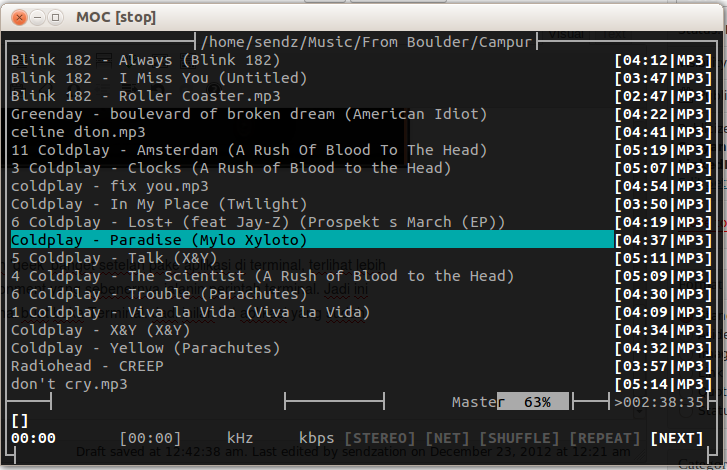 MOC [stop]
/home/sendz/Music/From Boulder/Campur
Blink 182 - Always (Blink 182) [04:12|MP3]
Blink 182 - I Miss You (Untitled) [03:47|MP3]
Blink 182 - Roller Coaster.mp3 [02:47|MP3]
Greenday - boulevard of broken dream (American Idiot) [04:22|MP3]
celine dion.mp3 [04:41|MP3]
11 Coldplay - Amsterdam (A Rush Of Blood To The Head) [05:19|MP3]
3 Coldplay - Clocks (A Rush of Blood to the Head) [05:07|MP3]
coldplay - fix you.mp3 [04:54|MP3]
Coldplay - In My Place (Twilight) [03:50|MP3]
6 Coldplay - Lost+ (feat Jay-Z) (Prospekt s March (EP)) [04:19|MP3]
Coldplay - Paradise (Mylo Xyloto) [04:37|MP3]
5 Coldplay - Talk (X&Y) [05:11|MP3]
4 Coldplay - The Scientist (A Rush of Blood to the Head) [05:09|MP3]
6 Coldplay - Trouble (Parachutes) [04:30|MP3]
1 Coldplay - Viva la Vida (Viva la Vida) [04:09|MP3]
Coldplay - X&Y (X&Y) [04:34|MP3]
Coldplay - Yellow (Parachutes) [04:32|MP3]
Radiohead - CREEP [03:57|MP3]
don't cry.mp3 [05:14|MP3]
Master 63% >002:38:35
[]
00:00 [00:00] kHz kbps [STEREO] [NET] [SHUFFLE] [REPEAT] [NEXT]
Draft saved at 12:42:38 am. Last edited by sendzation on December 23, 2012 at 12:21 am